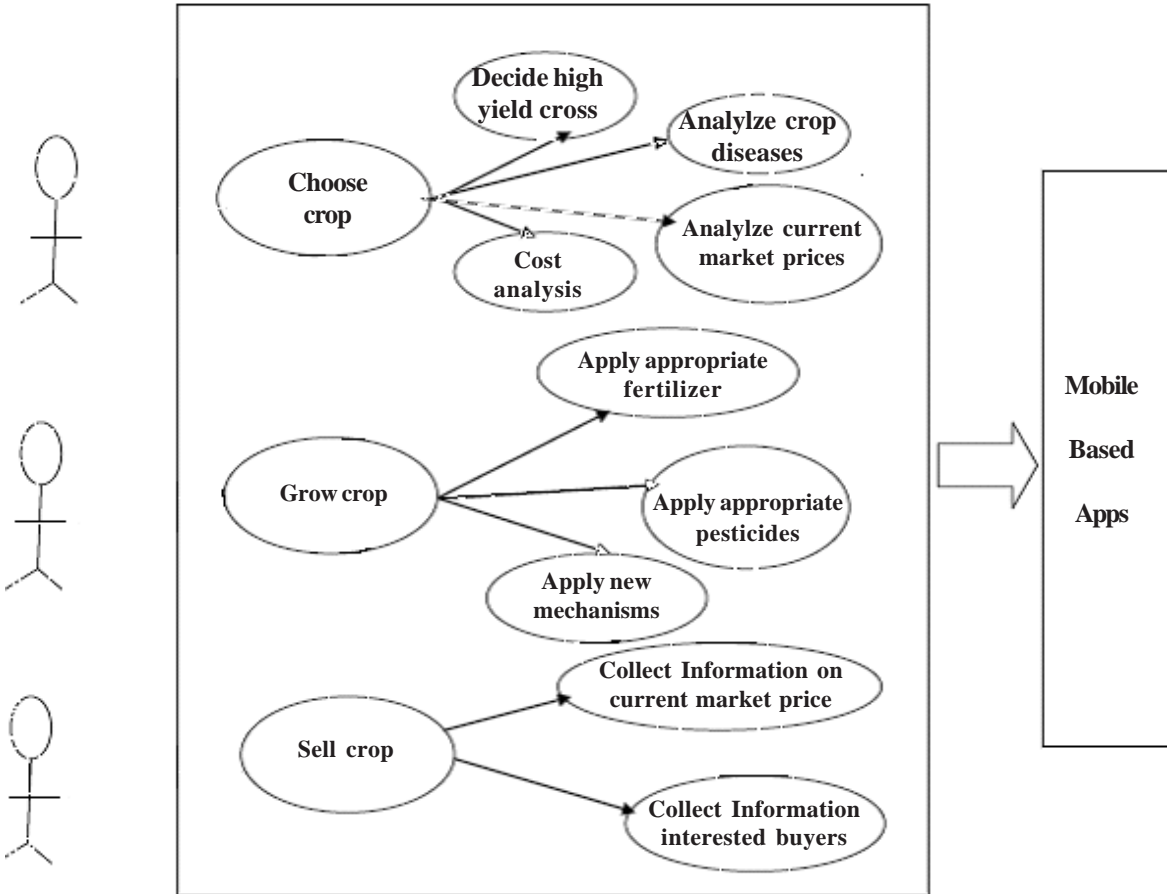 Decide high
yield cross
Analylze crop
diseases
Choose
crop
Analylze current
market prices
Cost
analysis
Apply appropriate
fertilizer
Grow crop
Apply appropriate
pesticides
Apply new
mechanisms
Collect Information on
current market price
Sell crop
Collect Information
interested buyers
Mobile
Based
Apps